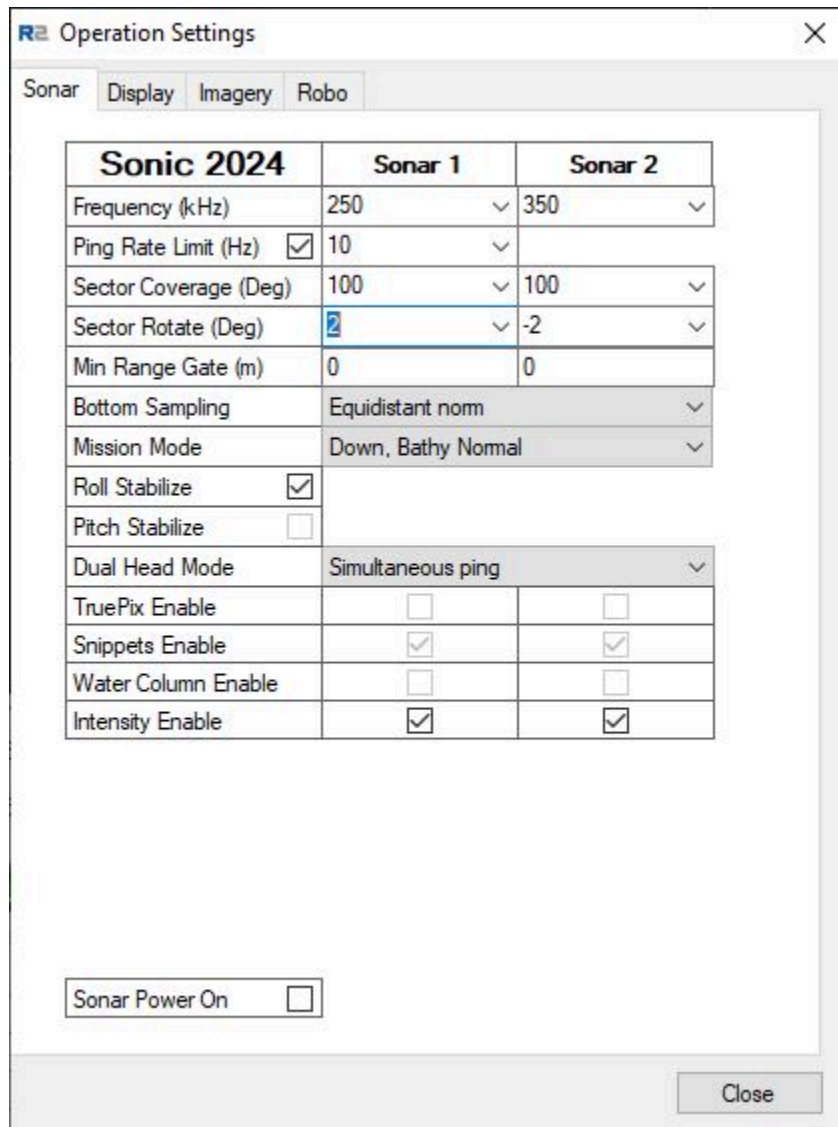 R2 Operation Settings
Sonar Display Imagery Robo
Sonic 2024 Sonar 1 Sonar 2
Frequency (kHz) 250 350
Ping Rate Limit (Hz) 10
Sector Coverage (Deg) 100 100
Sector Rotate (Deg) 2 -2
Min Range Gate (m) 0 0
Bottom Sampling Equidistant norm
Mission Mode Down, Bathy Normal
Roll Stabilize
Pitch Stabilize
Dual Head Mode Simultaneous ping
TruePix Enable
Snippets Enable
Water Column Enable
Intensity Enable
Sonar Power On
Close